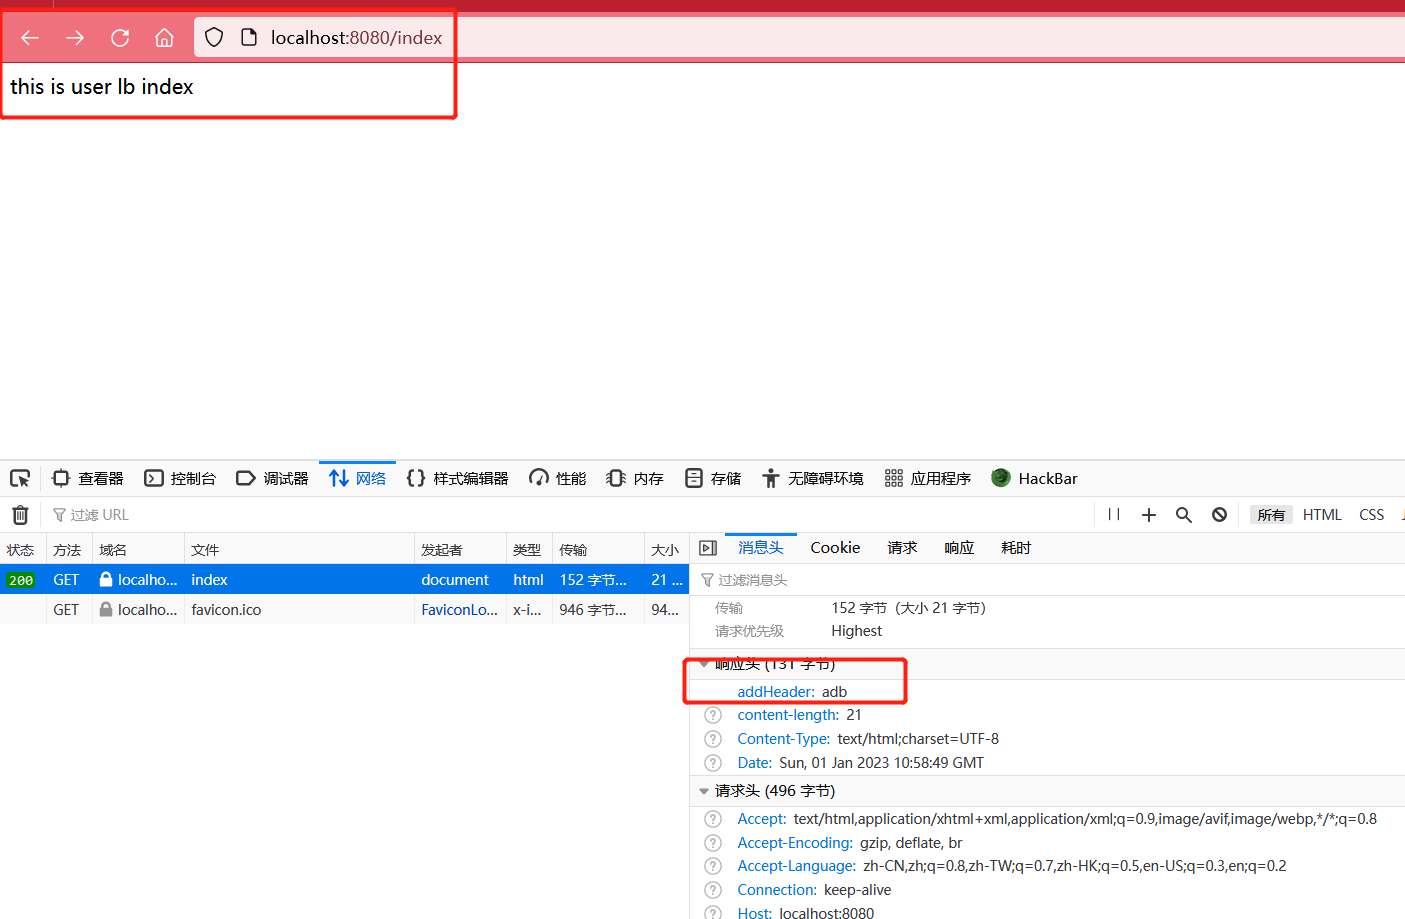 localhost:8080/index
this is user lb index
查看器 控制台 调试器 网络 样式编辑器 性能 内存 存储 无障碍环境 应用程序 HackBar
过滤 URL 所有 HTML CSS
状态 方法 域名 文件 发起者 类型 传输 大小
200 GET localho... index document html 152 字节... 21 ...
GET localho... favicon.ico FaviconLo... x-i... 946 字节... 94...
消息头 Cookie 请求 响应 耗时
过滤消息头
传输 152 字节（大小 21 字节）
请求优先级 Highest
响应头 (131 字节)
addHeader: adb
content-length: 21
Content-Type: text/html;charset=UTF-8
Date: Sun, 01 Jan 2023 10:58:49 GMT
请求头 (496 字节)
Accept: text/html,application/xhtml+xml,application/xml;q=0.9,image/avif,image/webp,*/*;q=0.8
Accept-Encoding: gzip, deflate, br
Accept-Language: zh-CN,zh;q=0.8,zh-TW;q=0.7,zh-HK;q=0.5,en-US;q=0.3,en;q=0.2
Connection: keep-alive
Host: localhost:8080